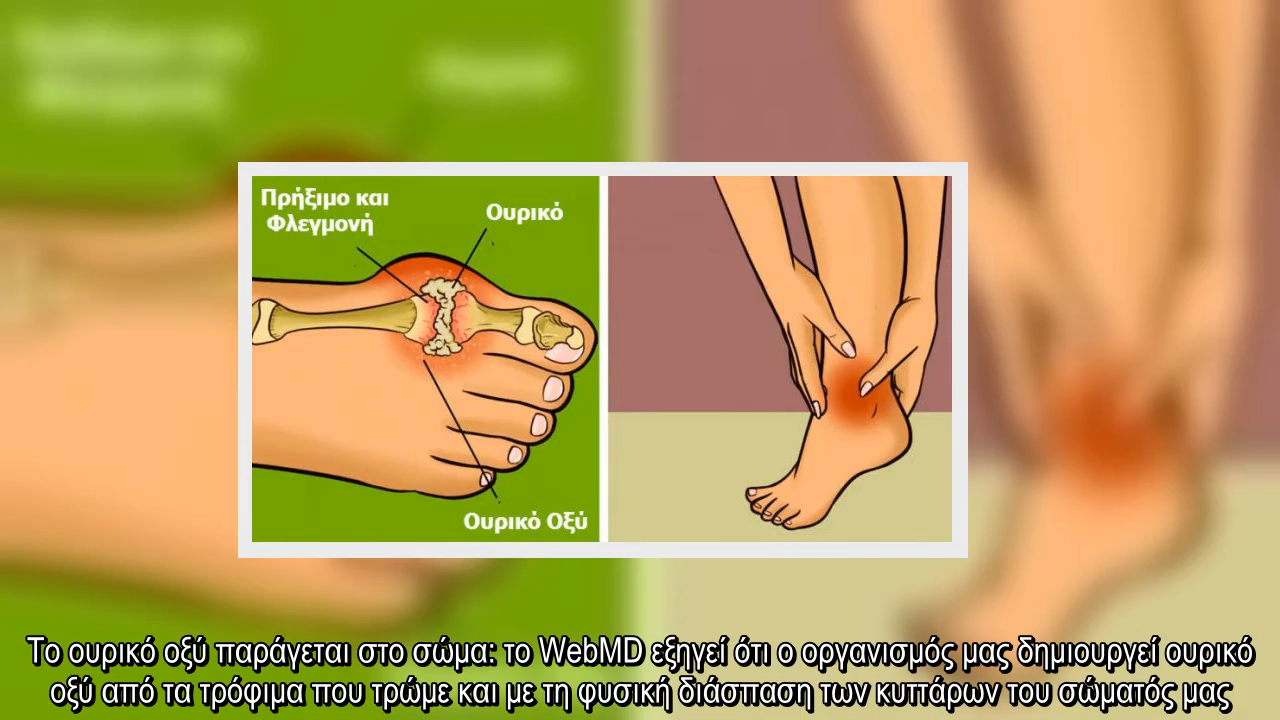 Πρήξιμο και
Φλεγμονή
Ουρικό
Ουρικό Οξύ
Το ουρικό οξύ παράγεται στο σώμα: το WebMD εξηγεί ότι ο οργανισμός μας δημιουργεί ουρικό
οξύ από τα τρόφιμα που τρώμε και με τη φυσική διάσπαση των κυττάρων του σώματός μας